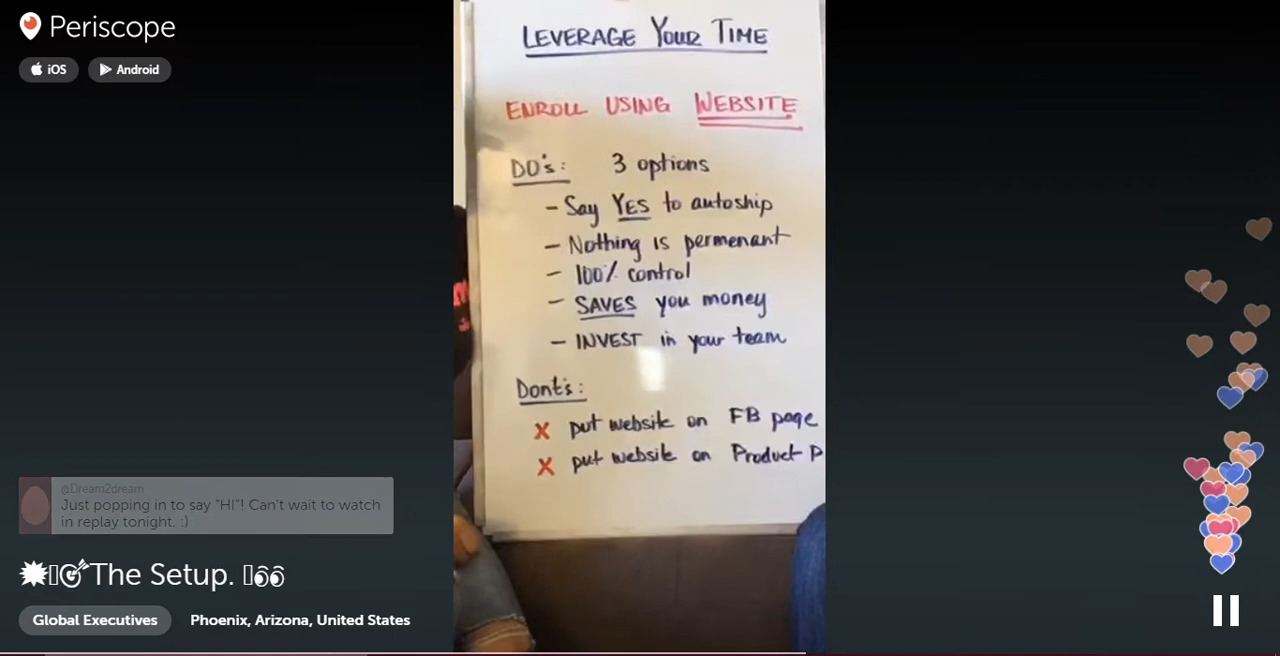 Periscope
iOS
Android
LEVERAGE YOUR TIME
ENROLL USING WEBSITE
DO's: 3 options
- Say YES to autoship
- Nothing is permenant
- 100% control
- SAVES you money
- INVEST in your team
Dont's:
X put website on FB page
X put website on Product P
@Dream2dream
Just popping in to say "HI"! Can't wait to watch
in replay tonight. :)
The Setup.
Global Executives
Phoenix, Arizona, United States